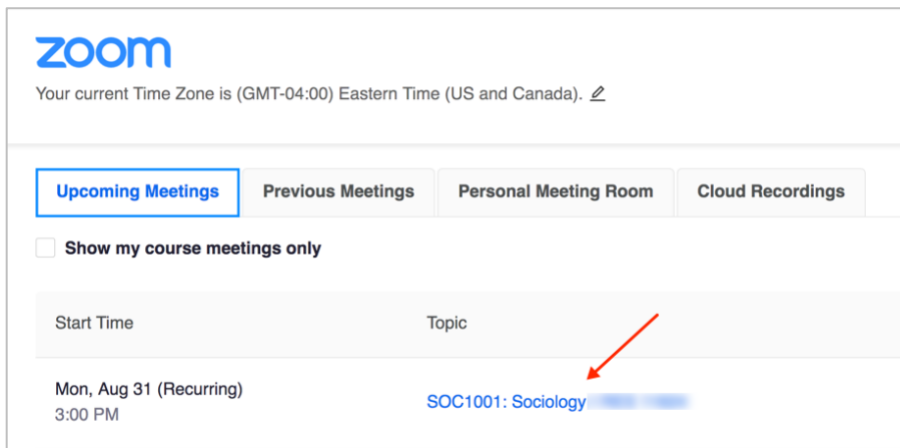 zoom
Your current Time Zone is (GMT-04:00) Eastern Time (US and Canada).
Upcoming Meetings Previous Meetings Personal Meeting Room Cloud Recordings
Show my course meetings only
Start Time Topic
Mon, Aug 31 (Recurring)
3:00 PM
SOC1001: Sociology